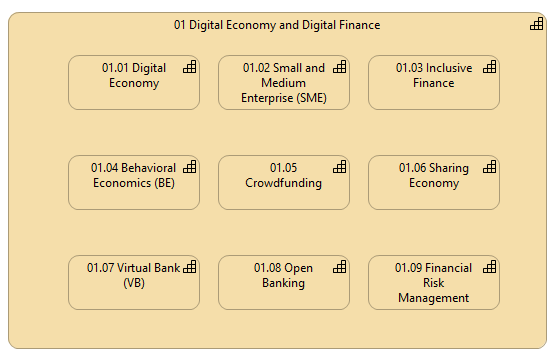 01 Digital Economy and Digital Finance
01.01 Digital
Economy
01.02 Small and
Medium
Enterprise (SME)
01.03 Inclusive
Finance
01.04 Behavioral
Economics (BE)
01.05
Crowdfunding
01.06 Sharing
Economy
01.07 Virtual Bank
(VB)
01.08 Open
Banking
01.09 Financial
Risk
Management